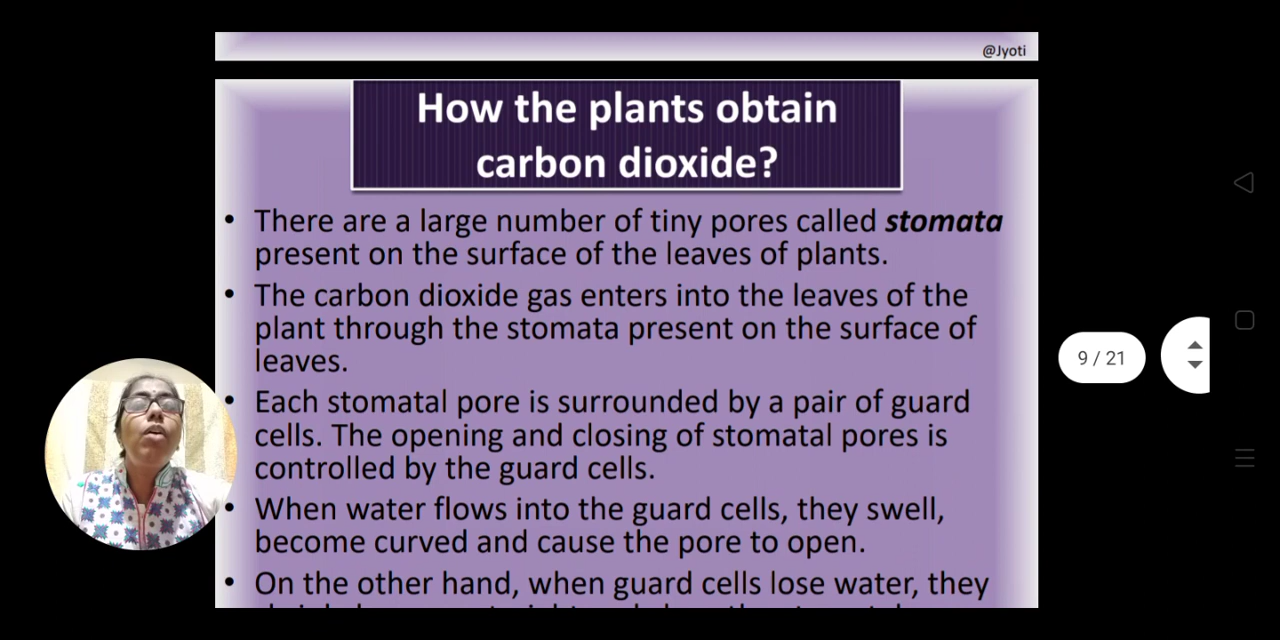 @Jyoti
How the plants obtain
carbon dioxide?
• There are a large number of tiny pores called stomata
present on the surface of the leaves of plants.
• The carbon dioxide gas enters into the leaves of the
plant through the stomata present on the surface of
leaves.
• Each stomatal pore is surrounded by a pair of guard
cells. The opening and closing of stomatal pores is
controlled by the guard cells.
• When water flows into the guard cells, they swell,
become curved and cause the pore to open.
• On the other hand, when guard cells lose water, they
9 / 21